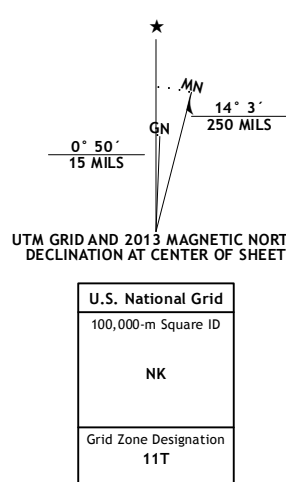 MN
GN
14° 3´
250 MILS
0° 50´
15 MILS
UTM GRID AND 2013 MAGNETIC NORT
DECLINATION AT CENTER OF SHEET
U.S. National Grid
100,000-m Square ID
NK
Grid Zone Designation
11T